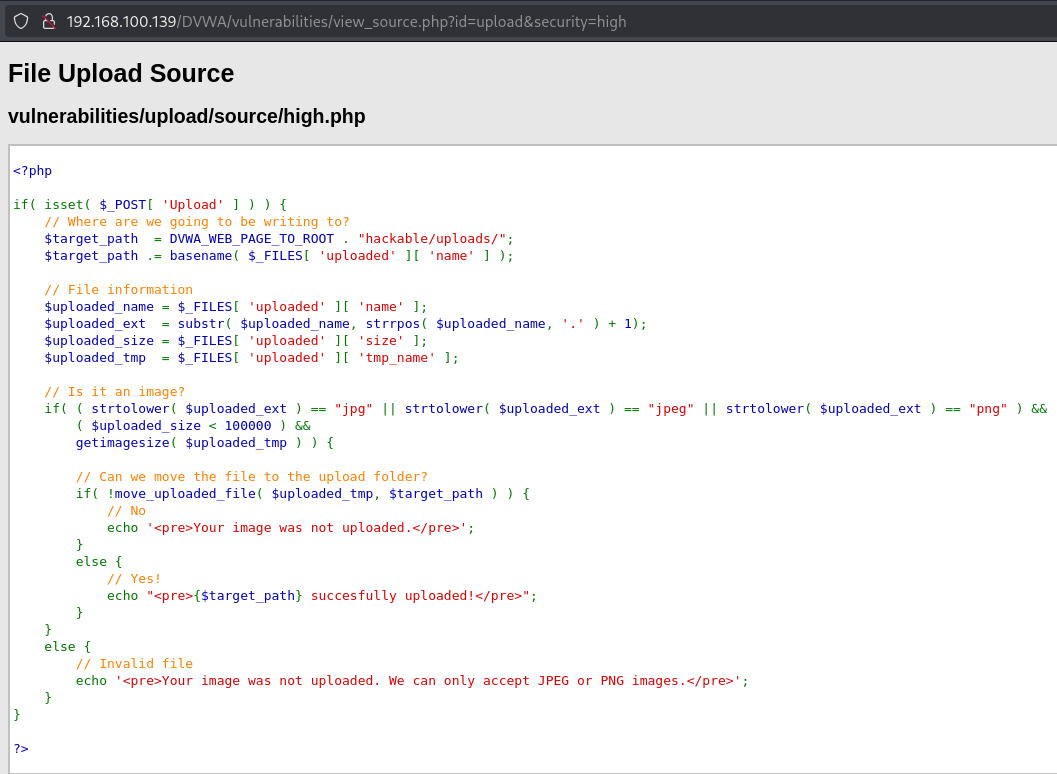 192.168.100.139/DVWA/vulnerabilities/view_source.php?id=upload&security=high
File Upload Source
vulnerabilities/upload/source/high.php
<?php
if( isset( $_POST[ 'Upload' ] ) ) {
    // Where are we going to be writing to?
    $target_path  = DVWA_WEB_PAGE_TO_ROOT . "hackable/uploads/";
    $target_path .= basename( $_FILES[ 'uploaded' ][ 'name' ] );
    // File information
    $uploaded_name = $_FILES[ 'uploaded' ][ 'name' ];
    $uploaded_ext  = substr( $uploaded_name, strrpos( $uploaded_name, '.' ) + 1);
    $uploaded_size = $_FILES[ 'uploaded' ][ 'size' ];
    $uploaded_tmp  = $_FILES[ 'uploaded' ][ 'tmp_name' ];
    // Is it an image?
    if( ( strtolower( $uploaded_ext ) == "jpg" || strtolower( $uploaded_ext ) == "jpeg" || strtolower( $uploaded_ext ) == "png" ) &&
        ( $uploaded_size < 100000 ) &&
        getimagesize( $uploaded_tmp ) ) {
        // Can we move the file to the upload folder?
        if( !move_uploaded_file( $uploaded_tmp, $target_path ) ) {
            // No
            echo '<pre>Your image was not uploaded.</pre>';
        }
        else {
            // Yes!
            echo "<pre>{$target_path} succesfully uploaded!</pre>";
        }
    }
    else {
        // Invalid file
        echo '<pre>Your image was not uploaded. We can only accept JPEG or PNG images.</pre>';
    }
}
?>